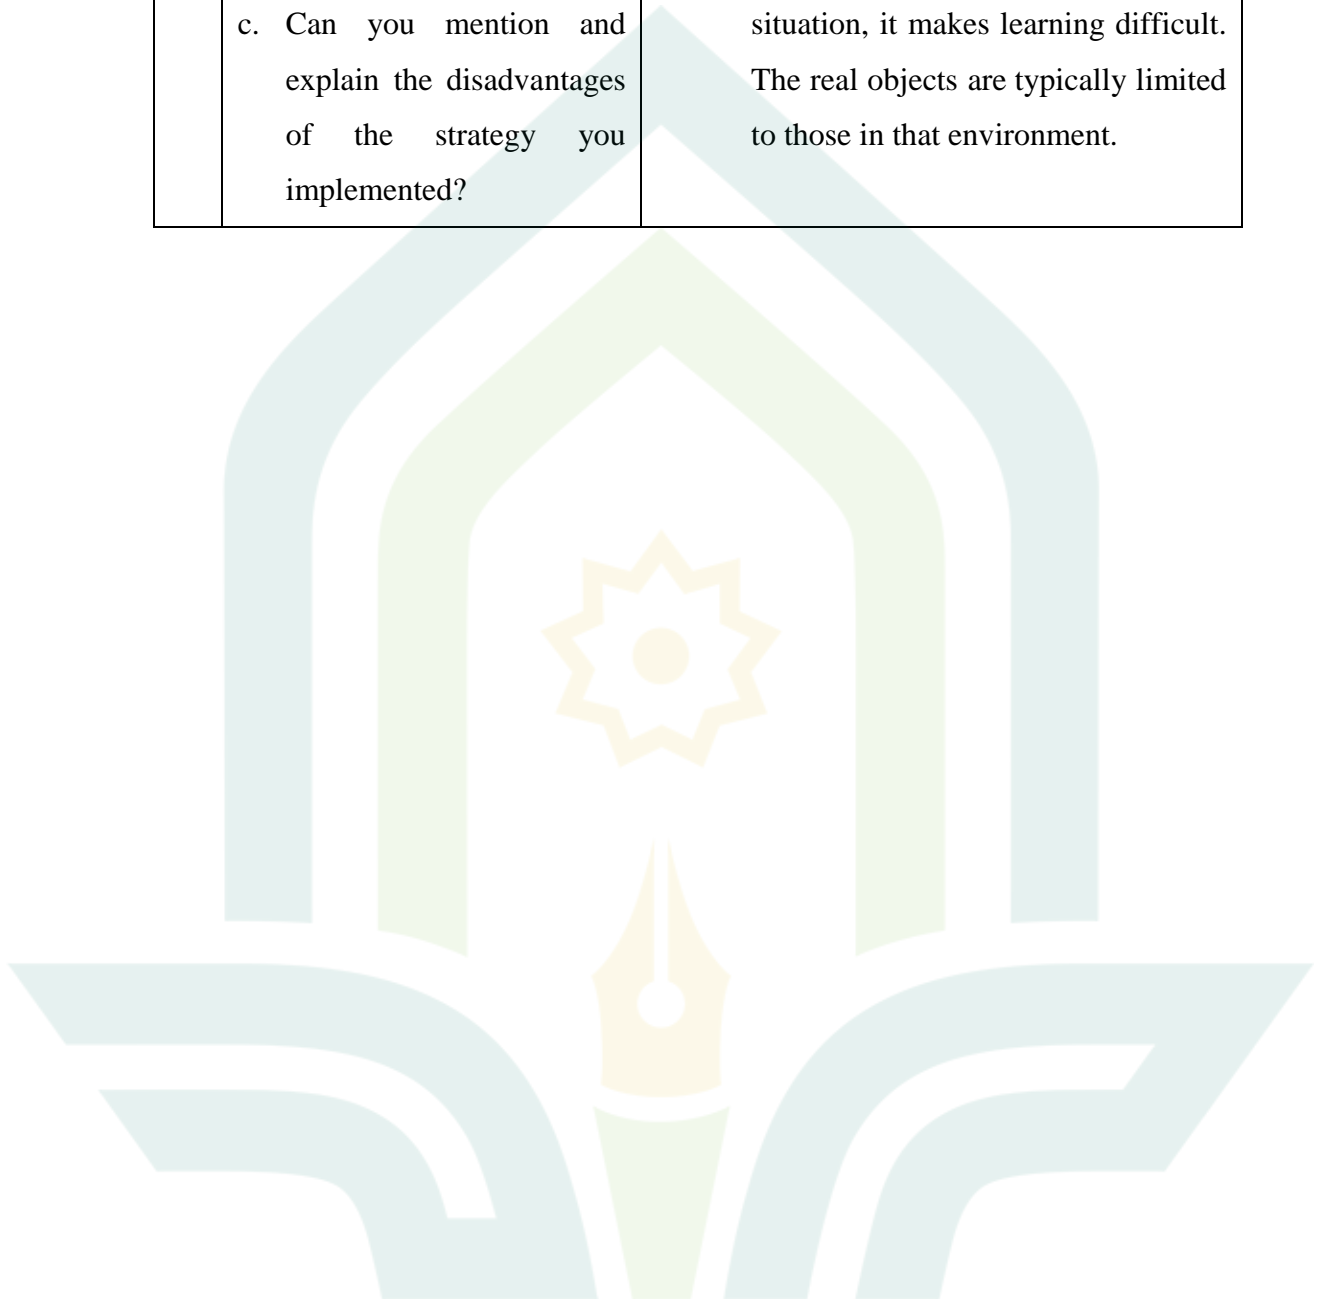 c. Can you mention and
explain the disadvantages
of the strategy you
implemented?
situation, it makes learning difficult.
The real objects are typically limited
to those in that environment.